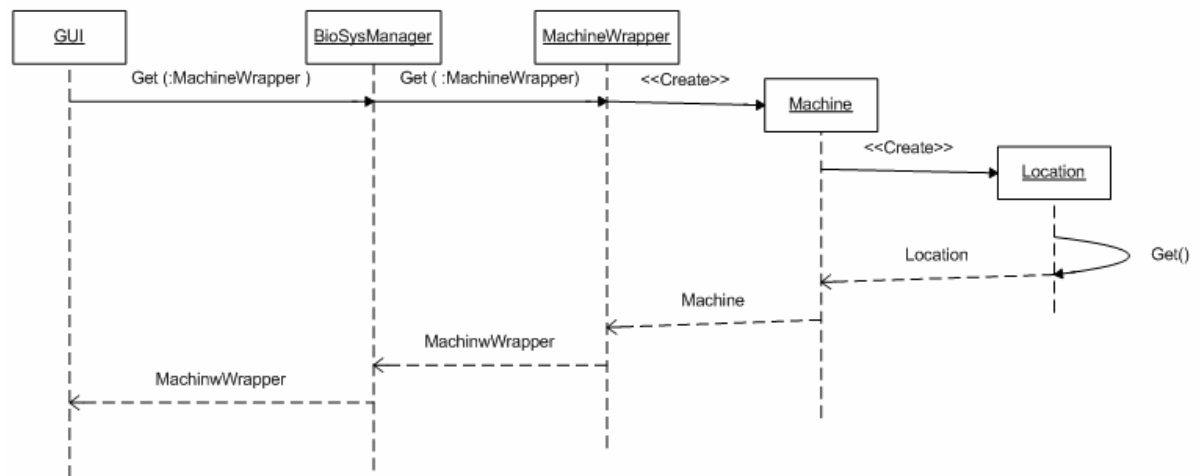 GUI
BioSysManager
MachineWrapper
Get (:MachineWrapper )
Get ( :MachineWrapper)
<<Create>>
Machine
<<Create>>
Location
Location
Get()
Machine
MachinwWrapper
MachinwWrapper